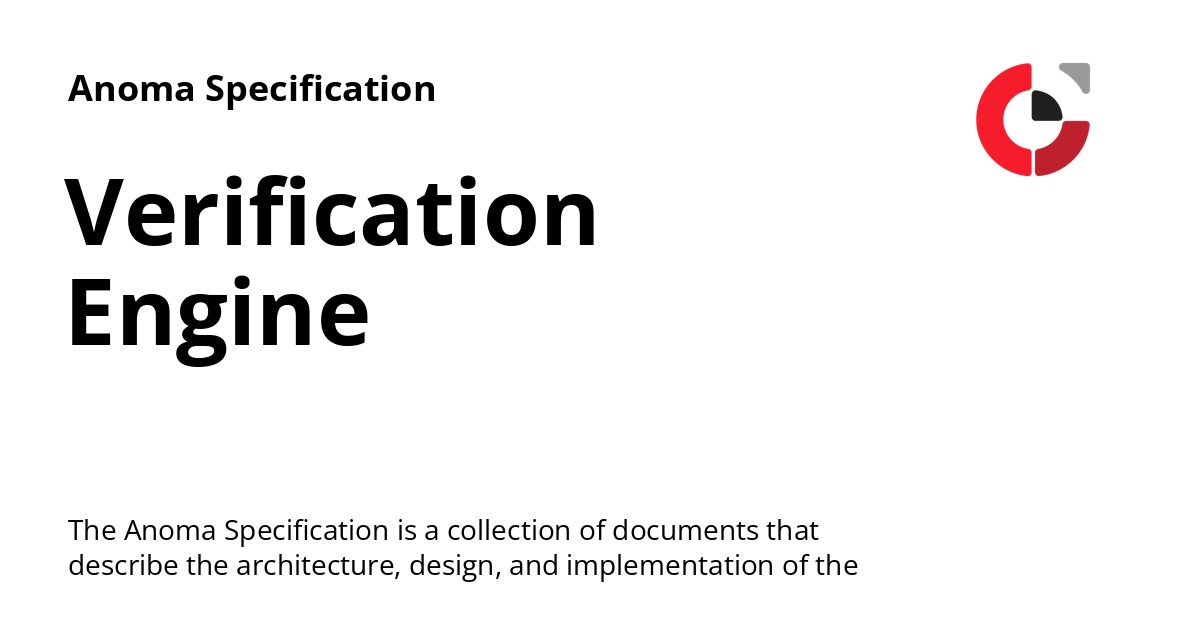 Anoma Specification
Verification
Engine
The Anoma Specification is a collection of documents that
describe the architecture, design, and implementation of the